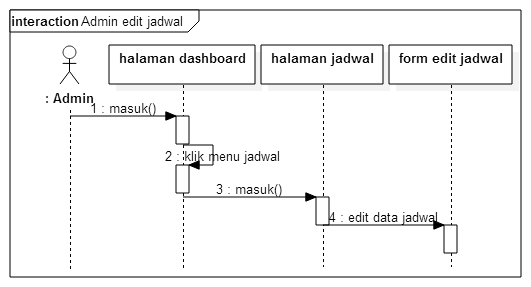 interaction Admin edit jadwal
halaman dashboard
halaman jadwal
form edit jadwal
: Admin
1 : masuk()
2 : klik menu jadwal
3 : masuk()
4 : edit data jadwal